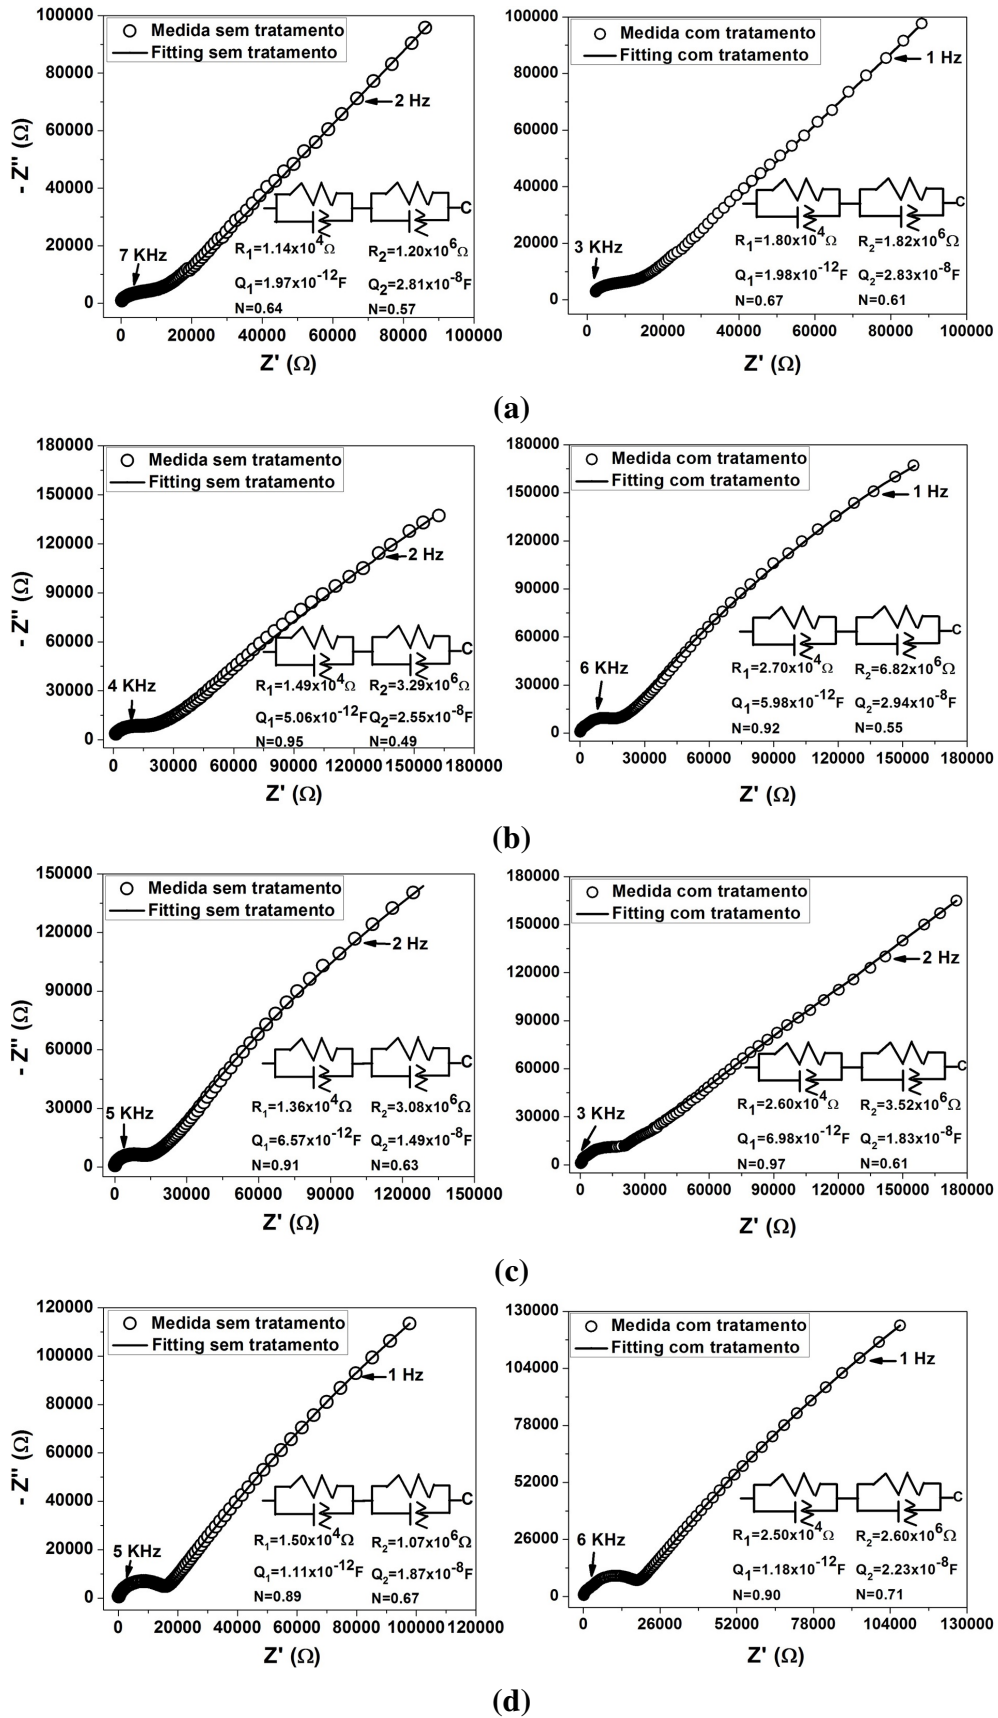 Medida sem tratamento
Fitting sem tratamento
100000
80000
60000
40000
20000
0
- Z'' (Ω)
2 Hz
7 KHz
C
R1=1.14x10^4Ω R2=1.20x10^6Ω
Q1=1.97x10^-12F Q2=2.81x10^-8F
N=0.64 N=0.57
0 20000 40000 60000 80000 100000
Z' (Ω)
Medida com tratamento
Fitting com tratamento
100000
80000
60000
40000
20000
0
1 Hz
3 KHz
C
R1=1.80x10^4Ω R2=1.82x10^6Ω
Q1=1.98x10^-12F Q2=2.83x10^-8F
N=0.67 N=0.61
0 20000 40000 60000 80000 100000
Z' (Ω)
(a)
Medida sem tratamento
Fitting sem tratamento
180000
150000
120000
90000
60000
30000
0
- Z'' (Ω)
2 Hz
4 KHz
C
R1=1.49x10^4Ω R2=3.29x10^6Ω
Q1=5.06x10^-12F Q2=2.55x10^-8F
N=0.95 N=0.49
0 30000 60000 90000 120000 150000 180000
Z' (Ω)
Medida com tratamento
Fitting com tratamento
180000
150000
120000
90000
60000
30000
0
1 Hz
6 KHz
C
R1=2.70x10^4Ω R2=6.82x10^6Ω
Q1=5.98x10^-12F Q2=2.94x10^-8F
N=0.92 N=0.55
0 30000 60000 90000 120000 150000 180000
Z' (Ω)
(b)
Medida sem tratamento
Fitting sem tratamento
150000
120000
90000
60000
30000
0
- Z'' (Ω)
2 Hz
5 KHz
C
R1=1.36x10^4Ω R2=3.08x10^6Ω
Q1=6.57x10^-12F Q2=1.49x10^-8F
N=0.91 N=0.63
0 30000 60000 90000 120000 150000
Z' (Ω)
Medida com tratamento
Fitting com tratamento
180000
150000
120000
90000
60000
30000
0
2 Hz
3 KHz
C
R1=2.60x10^4Ω R2=3.52x10^6Ω
Q1=6.98x10^-12F Q2=1.83x10^-8F
N=0.97 N=0.61
0 30000 60000 90000 120000 150000 180000
Z' (Ω)
(c)
Medida sem tratamento
Fitting sem tratamento
120000
100000
80000
60000
40000
20000
0
- Z'' (Ω)
1 Hz
5 KHz
C
R1=1.50x10^4Ω R2=1.07x10^6Ω
Q1=1.11x10^-12F Q2=1.87x10^-8F
N=0.89 N=0.67
0 20000 40000 60000 80000 100000 120000
Z' (Ω)
Medida com tratamento
Fitting com tratamento
130000
104000
78000
52000
26000
0
1 Hz
6 KHz
C
R1=2.50x10^4Ω R2=2.60x10^6Ω
Q1=1.18x10^-12F Q2=2.23x10^-8F
N=0.90 N=0.71
0 26000 52000 78000 104000 130000
Z' (Ω)
(d)